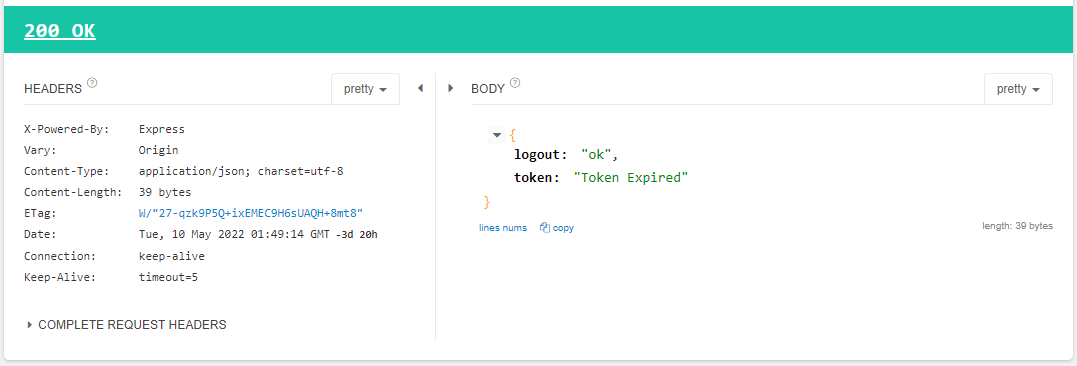 200 OK
HEADERS ?
pretty
X-Powered-By: Express
Vary: Origin
Content-Type: application/json; charset=utf-8
Content-Length: 39 bytes
ETag: W/"27-qzk9P5Q+ixEMEC9H6sUAQH+8mt8"
Date: Tue, 10 May 2022 01:49:14 GMT -3d 20h
Connection: keep-alive
Keep-Alive: timeout=5
COMPLETE REQUEST HEADERS
BODY ?
pretty
{
logout: "ok",
token: "Token Expired"
}
lines nums copy
length: 39 bytes